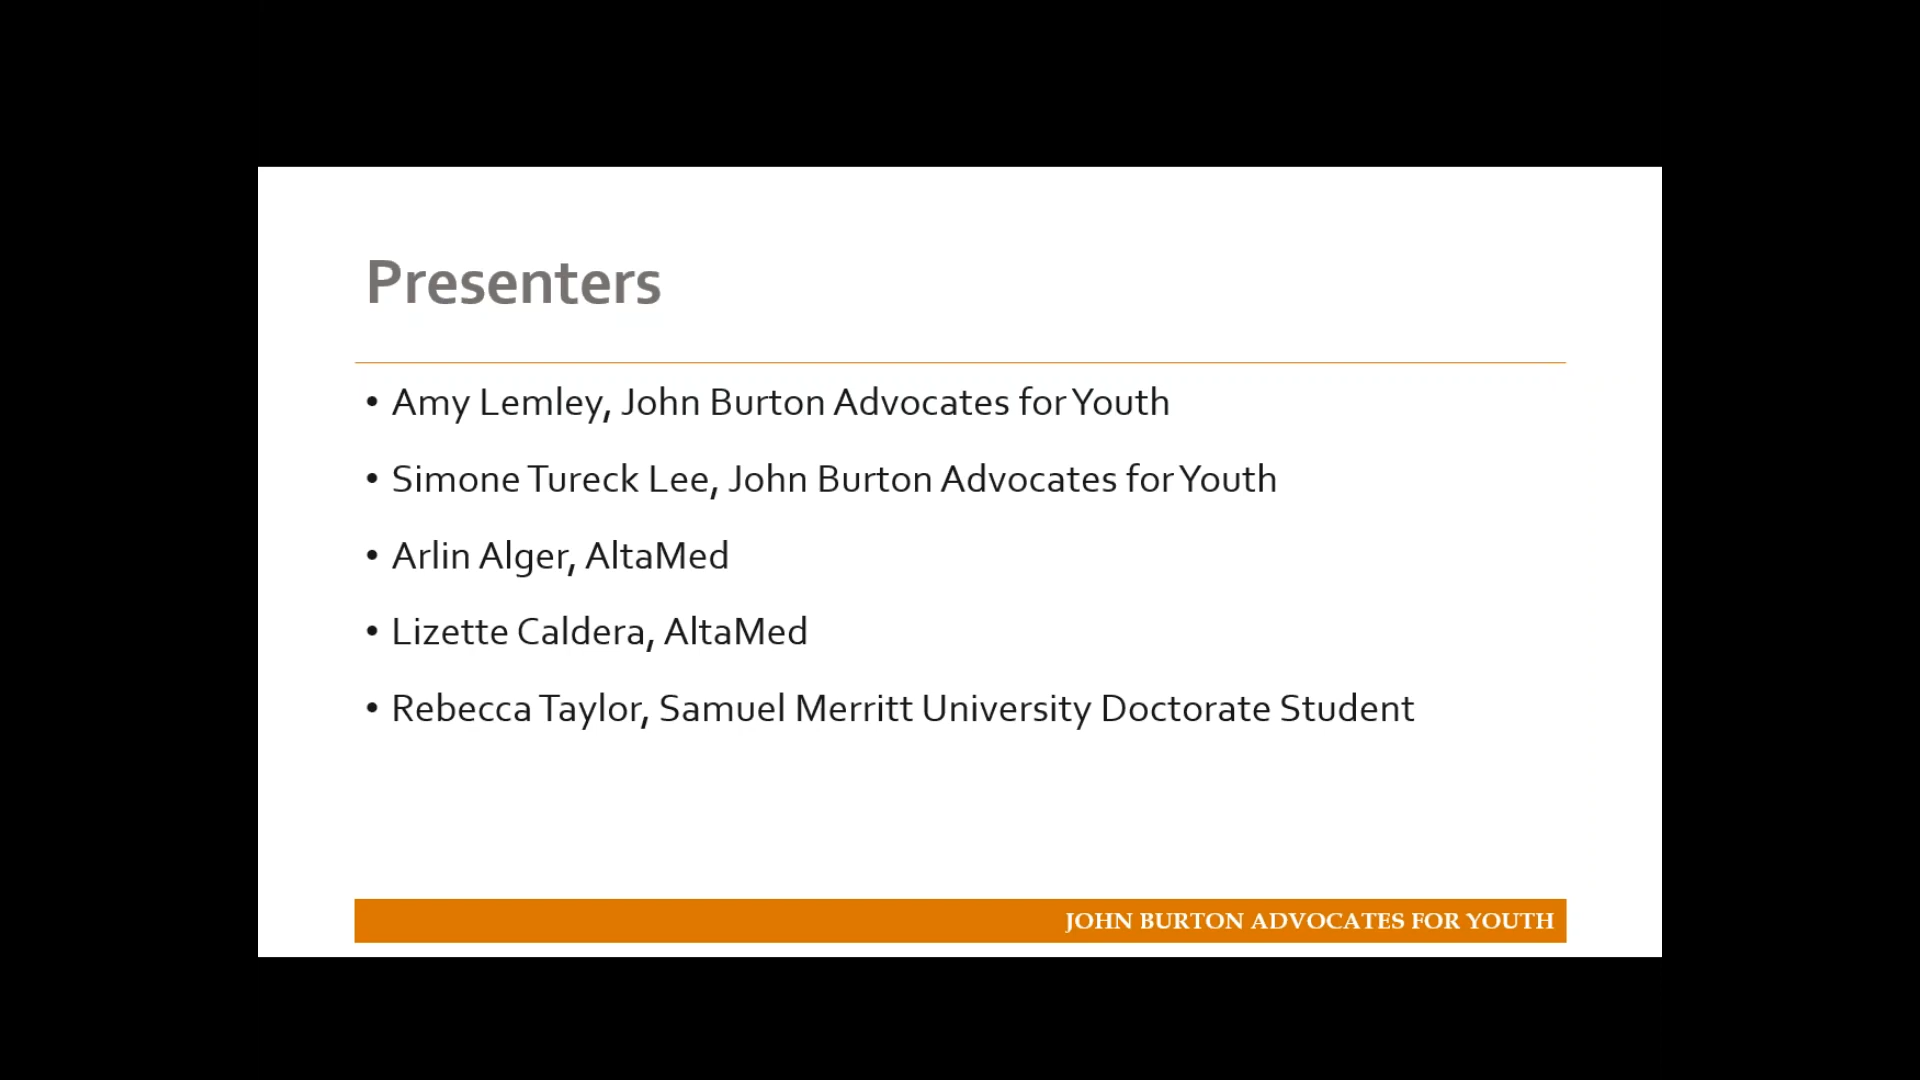 Presenters
• Amy Lemley, John Burton Advocates for Youth
• Simone Tureck Lee, John Burton Advocates for Youth
• Arlin Alger, AltaMed
• Lizette Caldera, AltaMed
• Rebecca Taylor, Samuel Merritt University Doctorate Student
JOHN BURTON ADVOCATES FOR YOUTH